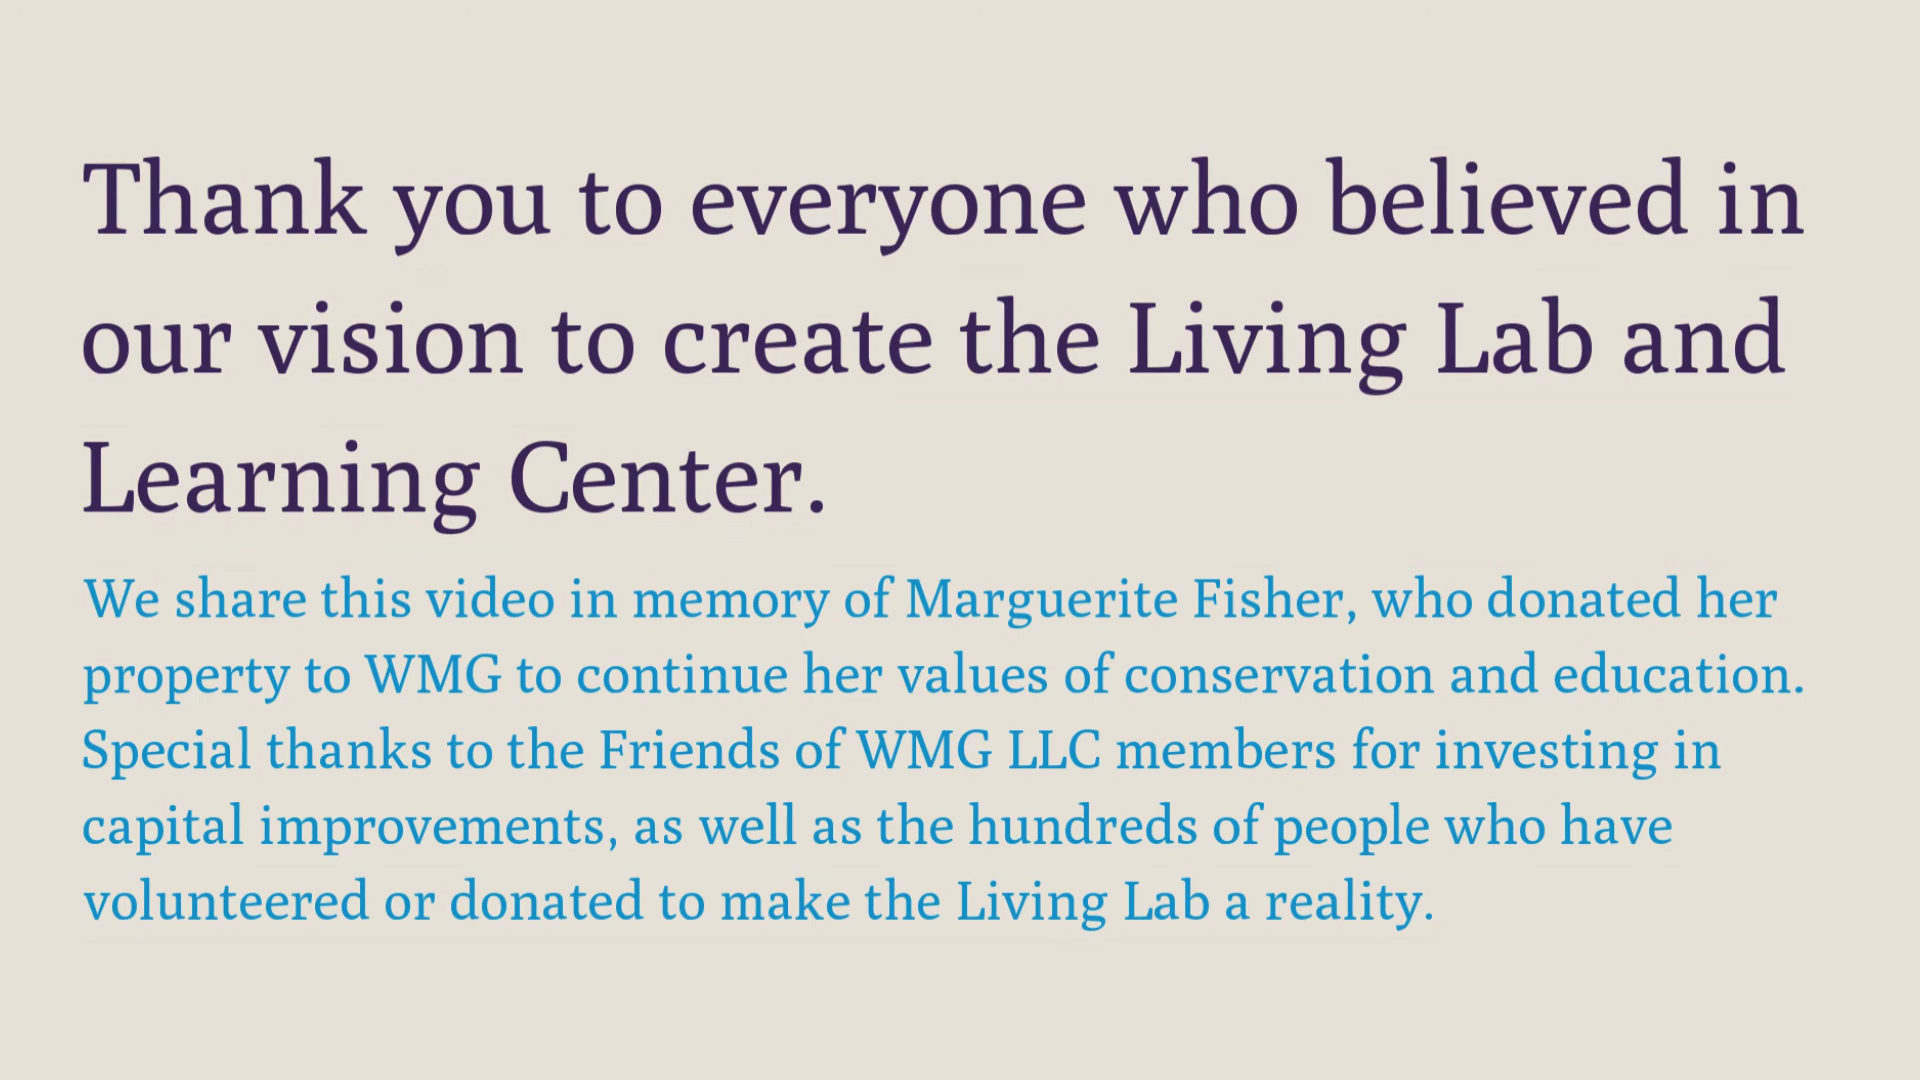 Thank you to everyone who believed in
our vision to create the Living Lab and
Learning Center.
We share this video in memory of Marguerite Fisher, who donated her
property to WMG to continue her values of conservation and education.
Special thanks to the Friends of WMG LLC members for investing in
capital improvements, as well as the hundreds of people who have
volunteered or donated to make the Living Lab a reality.